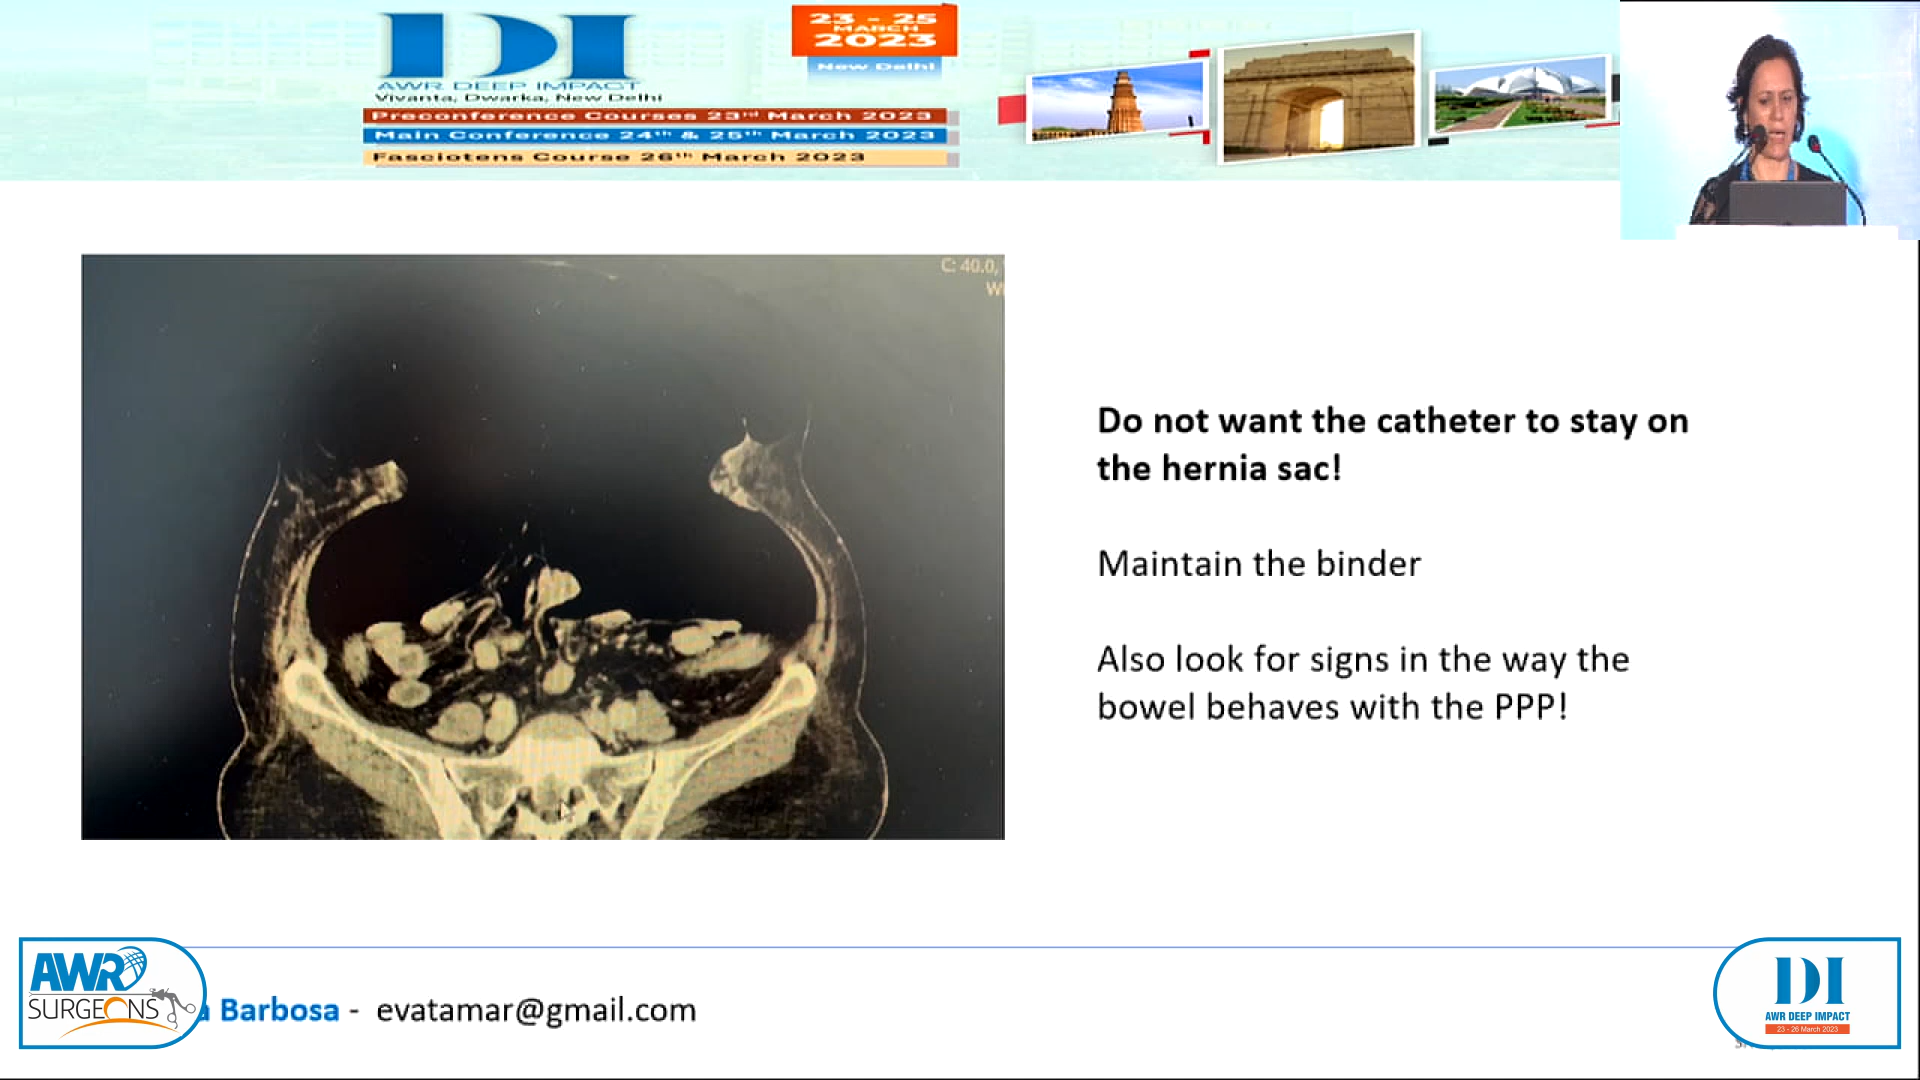 DI
AWR DEEP IMPACT
Vivanta, Dwarka, New Delhi
Preconference Courses 23rd March 2023
Main Conference 24th & 25th March 2023
Fasciotens Course 26th March 2023
23 - 25
MARCH
2023
New Delhi
C: 40.0,
Do not want the catheter to stay on
the hernia sac!
Maintain the binder
Also look for signs in the way the
bowel behaves with the PPP!
AWR
SURGEONS
a Barbosa - evatamar@gmail.com
DI
AWR DEEP IMPACT
23 - 26 March 2023